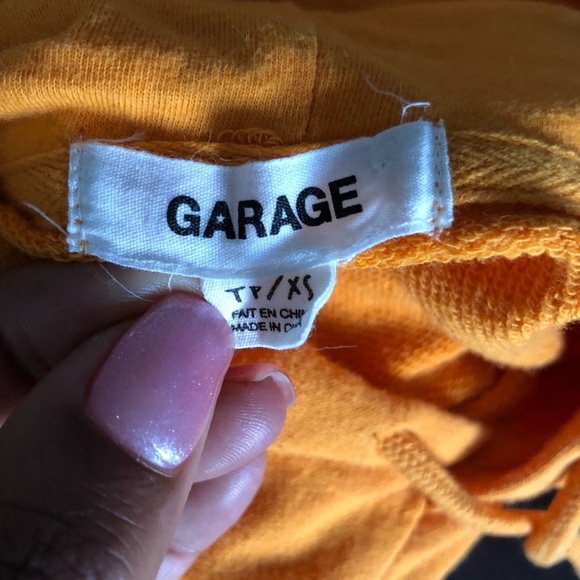 GARAGE
TP/XS
FAIT EN
MADE IN